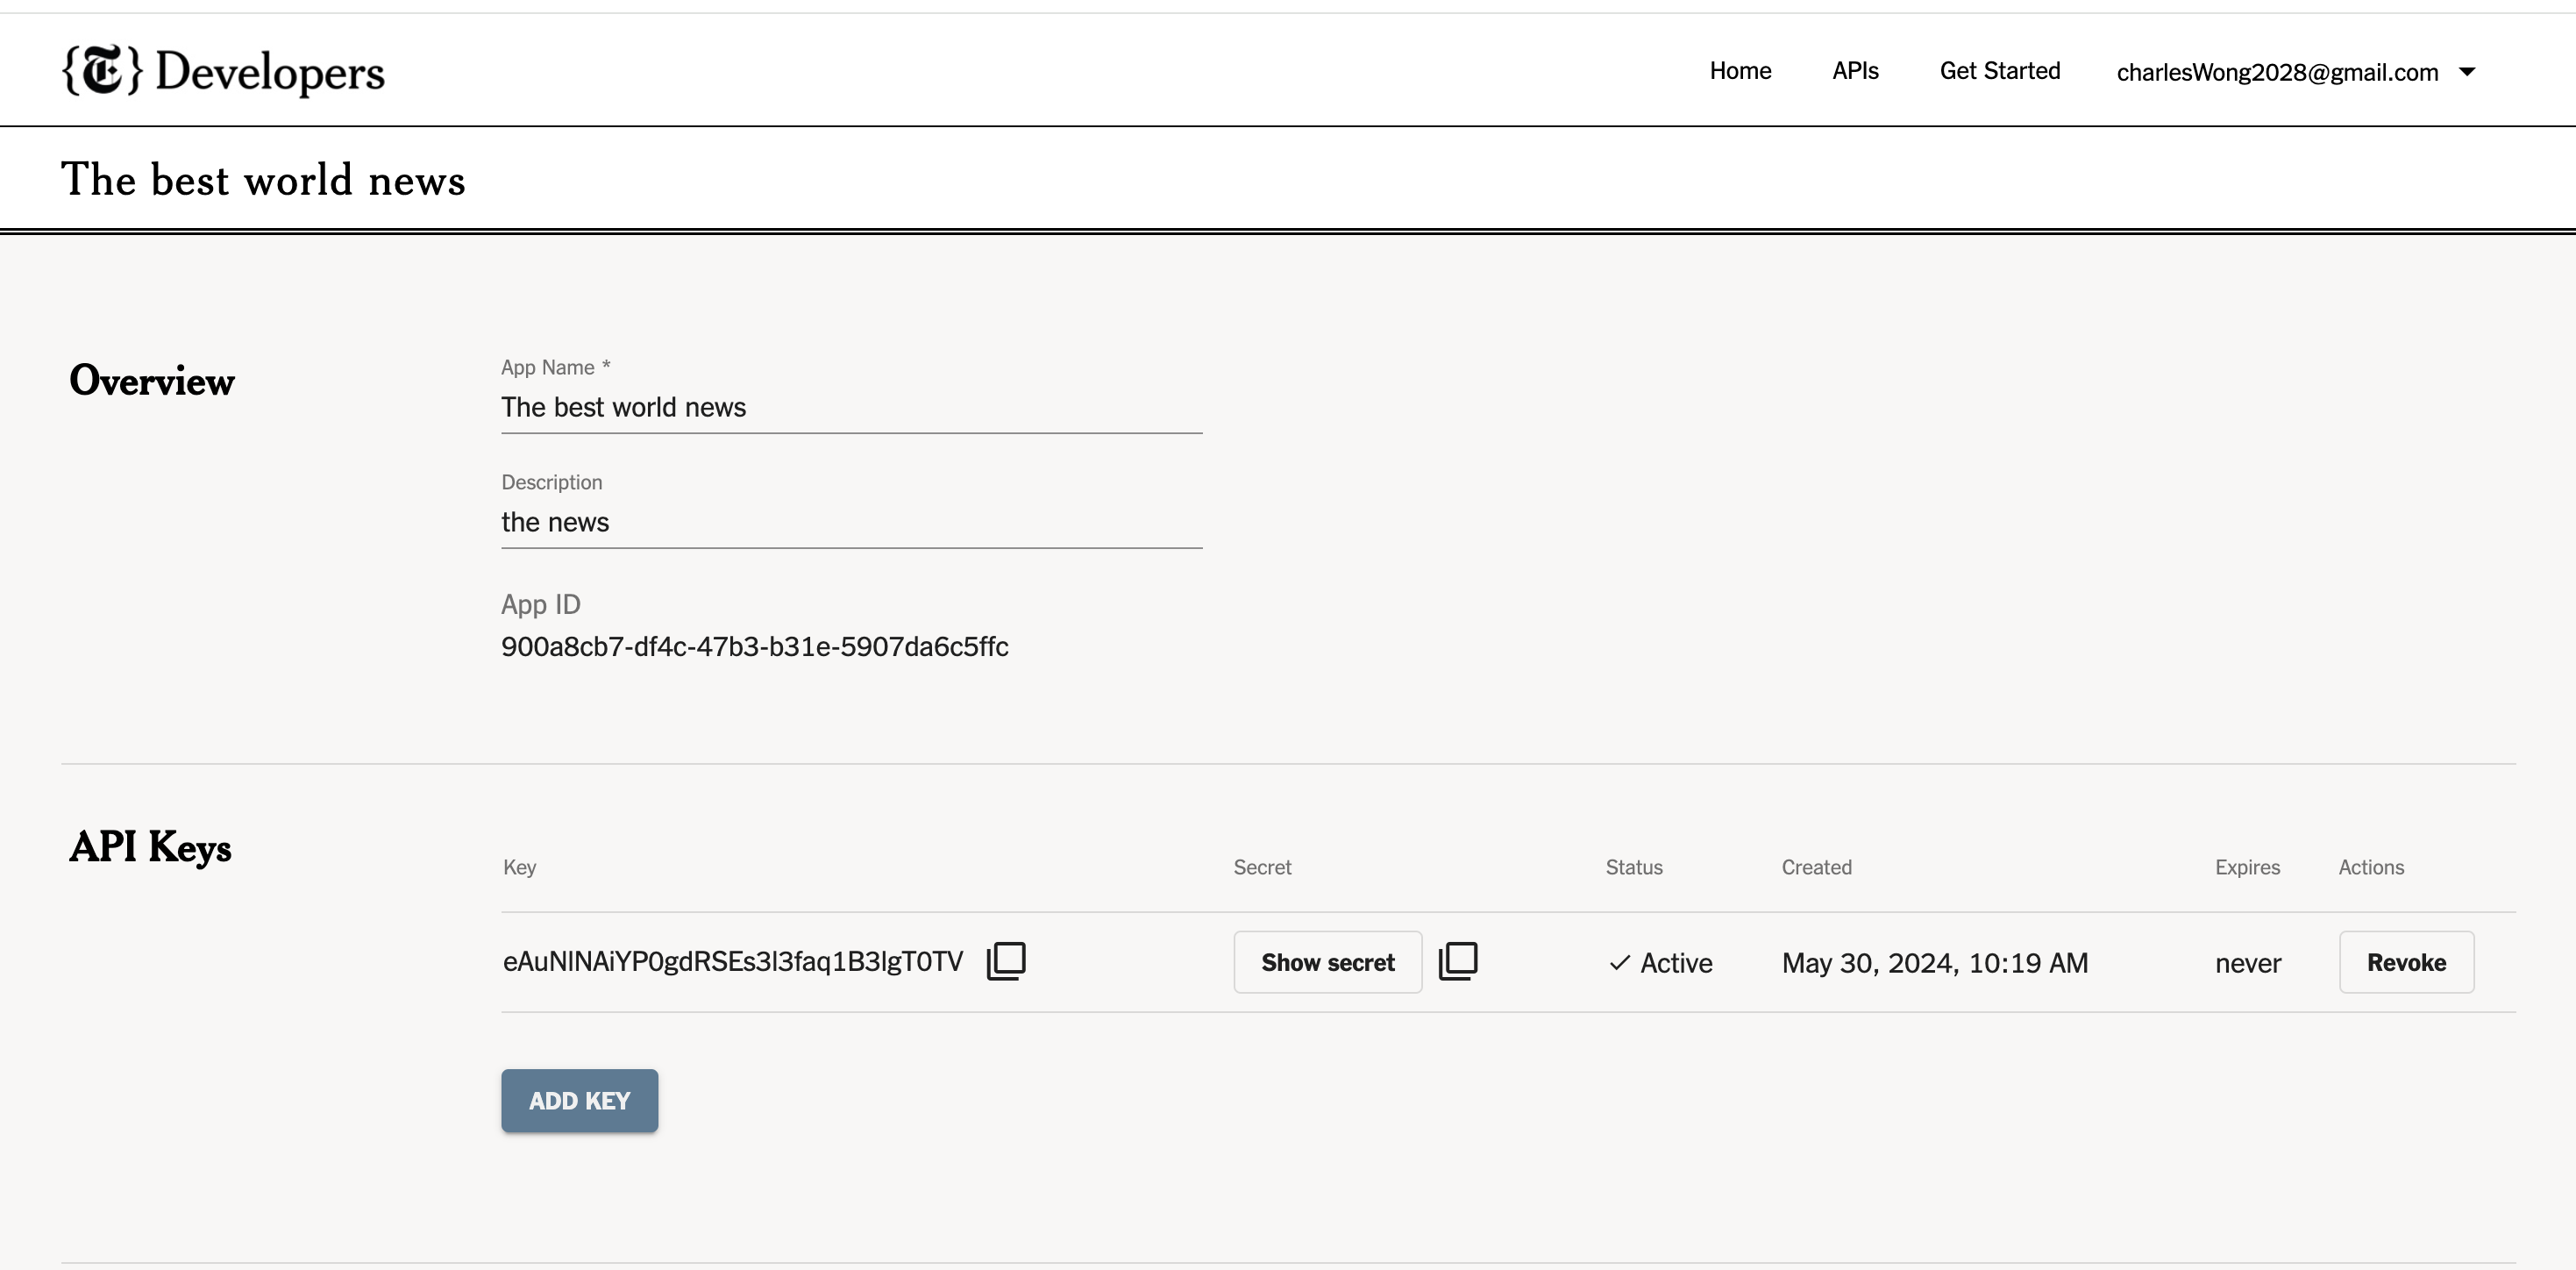 {T} Developers
Home APIs Get Started charlesWong2028@gmail.com
The best world news
Overview
App Name *
The best world news
Description
the news
App ID
900a8cb7-df4c-47b3-b31e-5907da6c5ffc
API Keys
Key Secret Status Created Expires Actions
eAuNlNAiYP0gdRSEs3l3faq1B3lgT0TV Show secret Active May 30, 2024, 10:19 AM never Revoke
ADD KEY